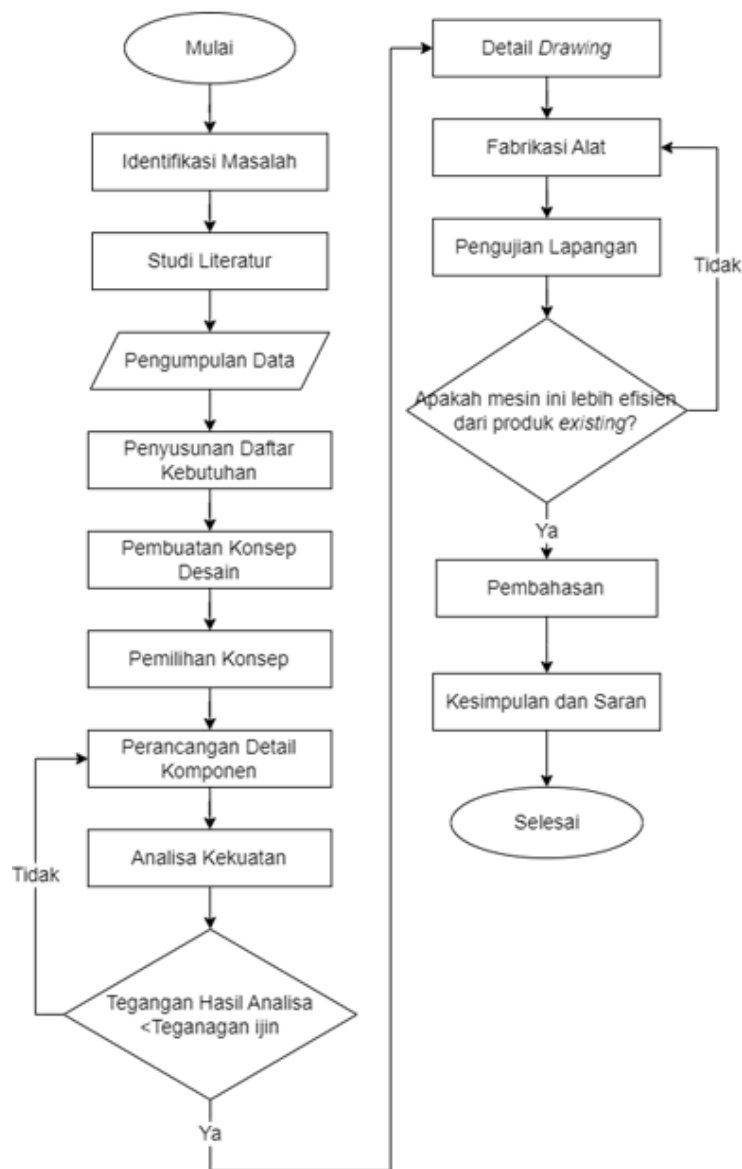 Mulai
Identifikasi Masalah
Studi Literatur
Pengumpulan Data
Penyusunan Daftar
Kebutuhan
Pembuatan Konsep
Desain
Pemilihan Konsep
Perancangan Detail
Komponen
Analisa Kekuatan
Tidak
Tegangan Hasil Analisa
<Teganagan ijin
Ya
Detail Drawing
Fabrikasi Alat
Pengujian Lapangan
Tidak
Apakah mesin ini lebih efisien
dari produk existing?
Ya
Pembahasan
Kesimpulan dan Saran
Selesai